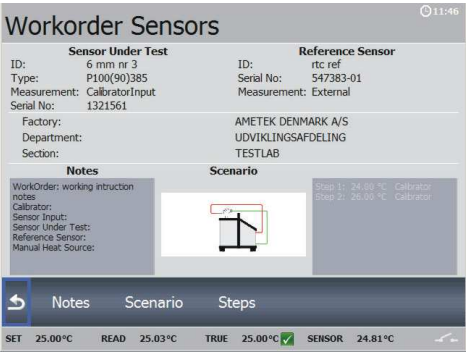 11:46
Workorder Sensors
Sensor Under Test
ID: 6 mm nr 3
Type: P100(90)385
Measurement: CalibratorInput
Serial No: 1321561
Reference Sensor
ID: rtc ref
Serial No: 547383-01
Measurement: External
Factory: AMETEK DENMARK A/S
Department: UDVIKLINGSAFDELING
Section: TESTLAB
Notes
WorkOrder: working intruction
notes
Calibrator:
Sensor Input:
Sensor Under Test:
Reference Sensor:
Manual Heat Source:
Scenario
Step 1: 24.00 °C Calibrator
Step 2: 26.00 °C Calibrator
Notes Scenario Steps
SET 25.00°C READ 25.03°C TRUE 25.00°C SENSOR 24.81°C